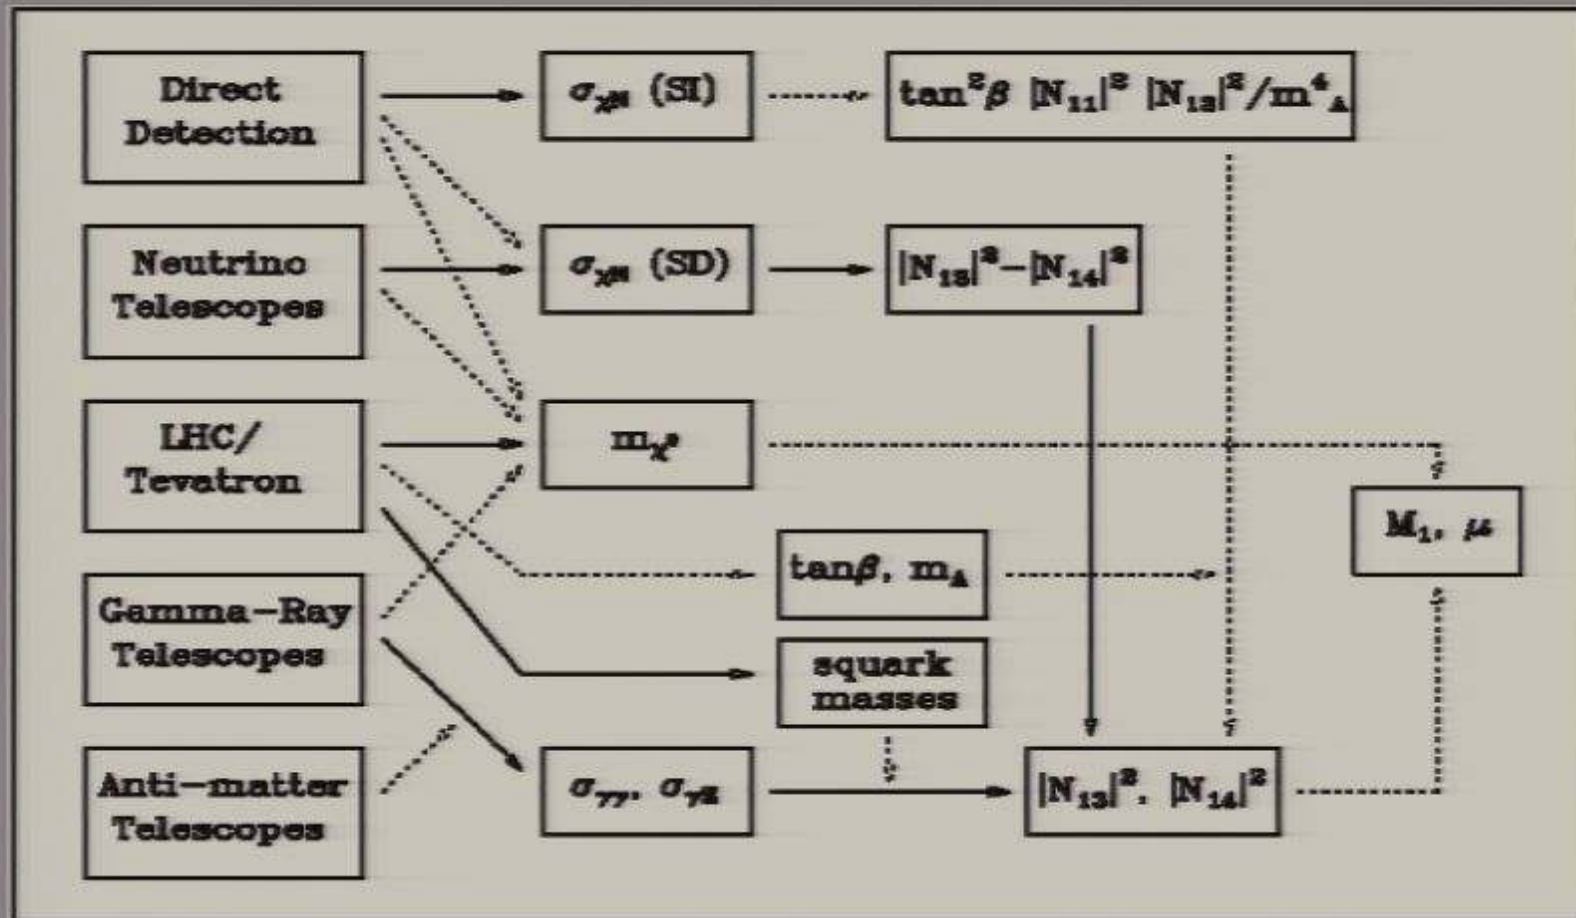 Direct
Detection
σχN (SI)
tan²β |N₁₁|² |N₁₃|²/m⁴A
Neutrino
Telescopes
σχN (SD)
|N₁₃|²−|N₁₄|²
LHC/
Tevatron
mχ⁰
M₁, μ
tanβ, mA
Gamma−Ray
Telescopes
squark
masses
Anti−matter
Telescopes
σγγ, σγZ
|N₁₃|², |N₁₄|²